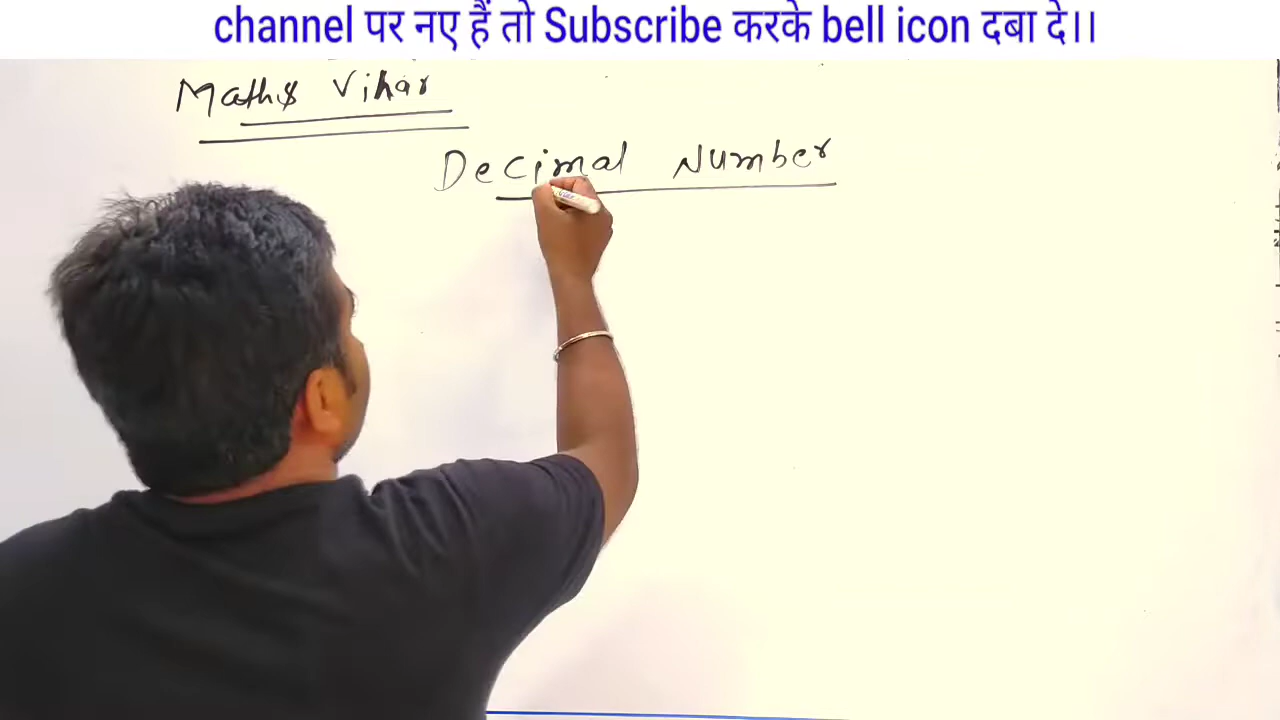 channel पर नए हैं तो Subscribe करके bell icon दबा दे।।
Maths Vihar
Decimal Number